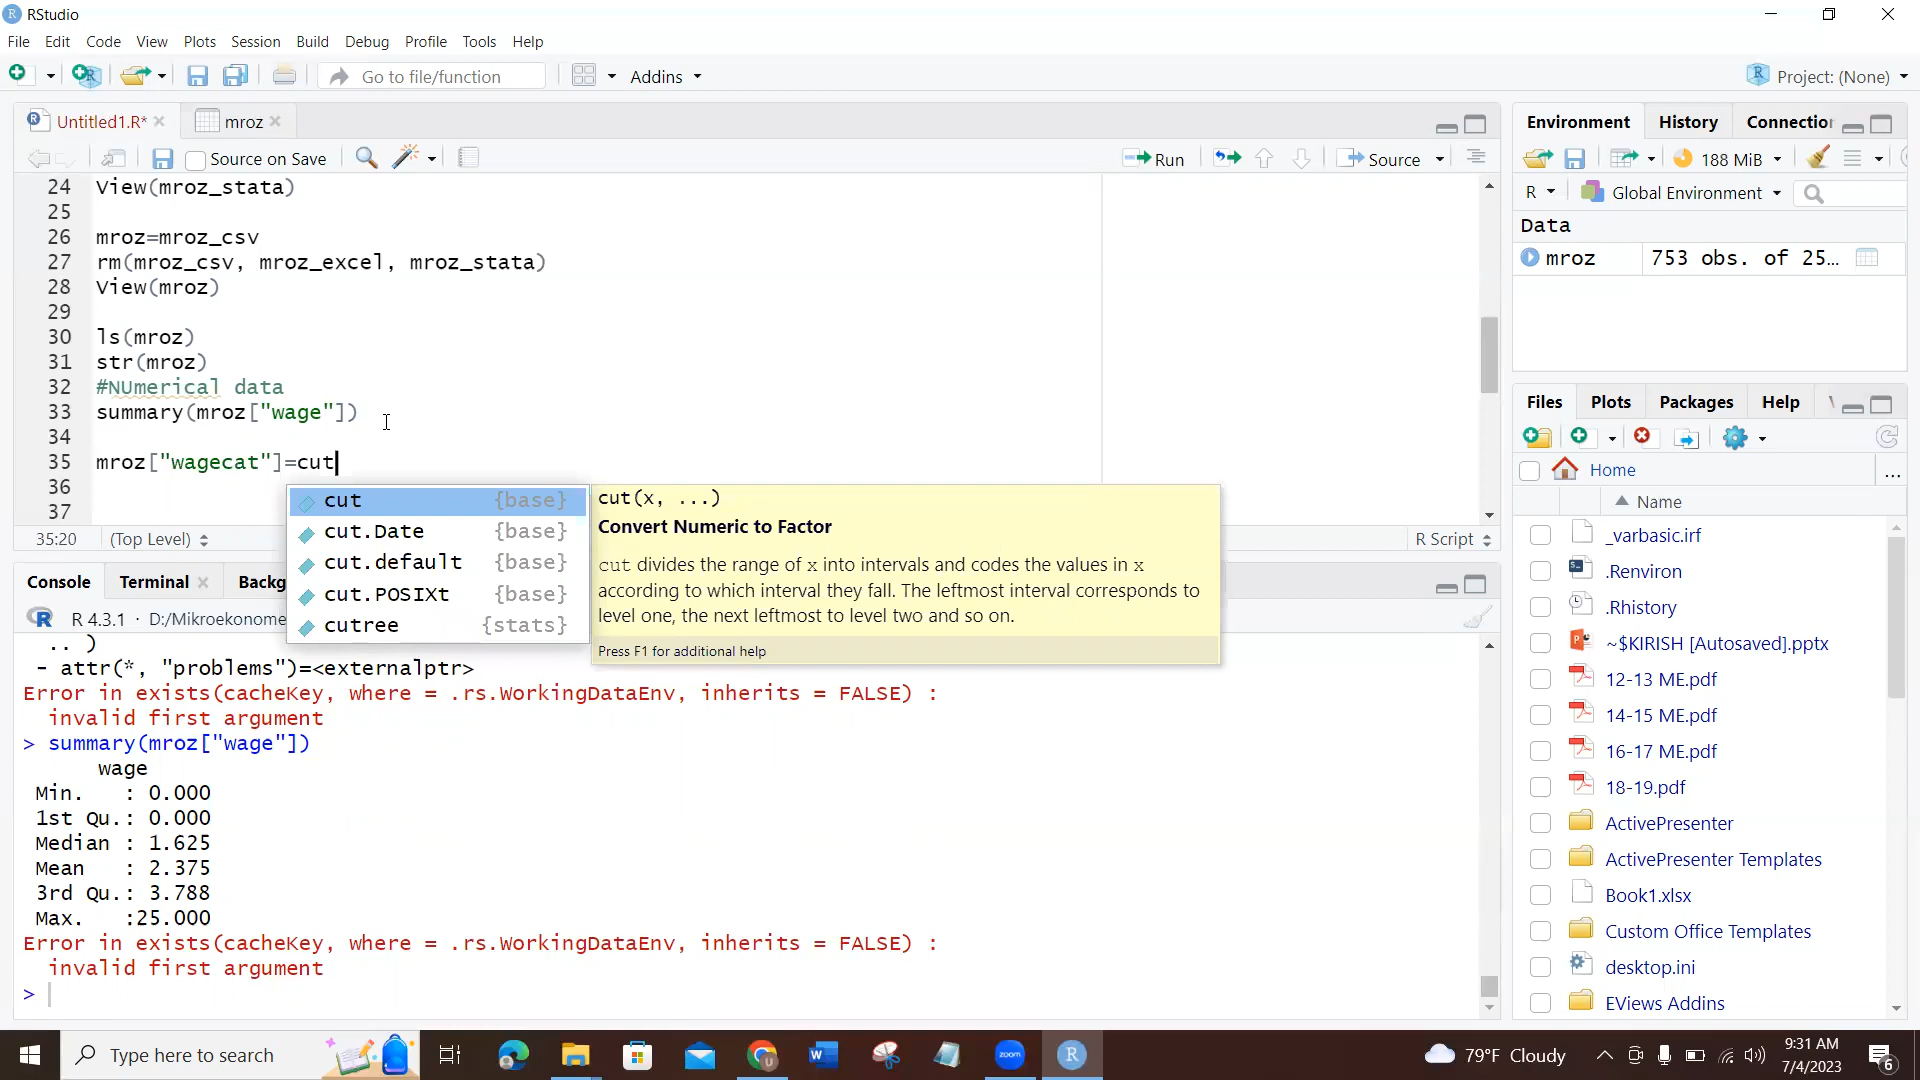 RStudio
File Edit Code View Plots Session Build Debug Profile Tools Help
Go to file/function Addins Project: (None)
Untitled1.R* mroz
Source on Save Run Source
24 View(mroz_stata)
25
26 mroz=mroz_csv
27 rm(mroz_csv, mroz_excel, mroz_stata)
28 View(mroz)
29
30 ls(mroz)
31 str(mroz)
32 #NUmerical data
33 summary(mroz["wage"])
34
35 mroz["wagecat"]=cut
36
37
cut {base}
cut.Date {base}
cut.default {base}
cut.POSIXt {base}
cutree {stats}
cut(x, ...)
Convert Numeric to Factor
cut divides the range of x into intervals and codes the values in x
according to which interval they fall. The leftmost interval corresponds to
level one, the next leftmost to level two and so on.
Press F1 for additional help
35:20 (Top Level) R Script
Console Terminal Backg
R 4.3.1 · D:/Mikroekonome
.. )
- attr(*, "problems")=<externalptr>
Error in exists(cacheKey, where = .rs.WorkingDataEnv, inherits = FALSE) :
invalid first argument
> summary(mroz["wage"])
wage
Min. : 0.000
1st Qu.: 0.000
Median : 1.625
Mean : 2.375
3rd Qu.: 3.788
Max. :25.000
Error in exists(cacheKey, where = .rs.WorkingDataEnv, inherits = FALSE) :
invalid first argument
>
Environment History Connection
188 MiB
R Global Environment
Data
mroz 753 obs. of 25…
Files Plots Packages Help
Home ...
Name
_varbasic.irf
.Renviron
.Rhistory
~$KIRISH [Autosaved].pptx
12-13 ME.pdf
14-15 ME.pdf
16-17 ME.pdf
18-19.pdf
ActivePresenter
ActivePresenter Templates
Book1.xlsx
Custom Office Templates
desktop.ini
EViews Addins
Type here to search zoom 79°F Cloudy 9:31 AM
7/4/2023 6